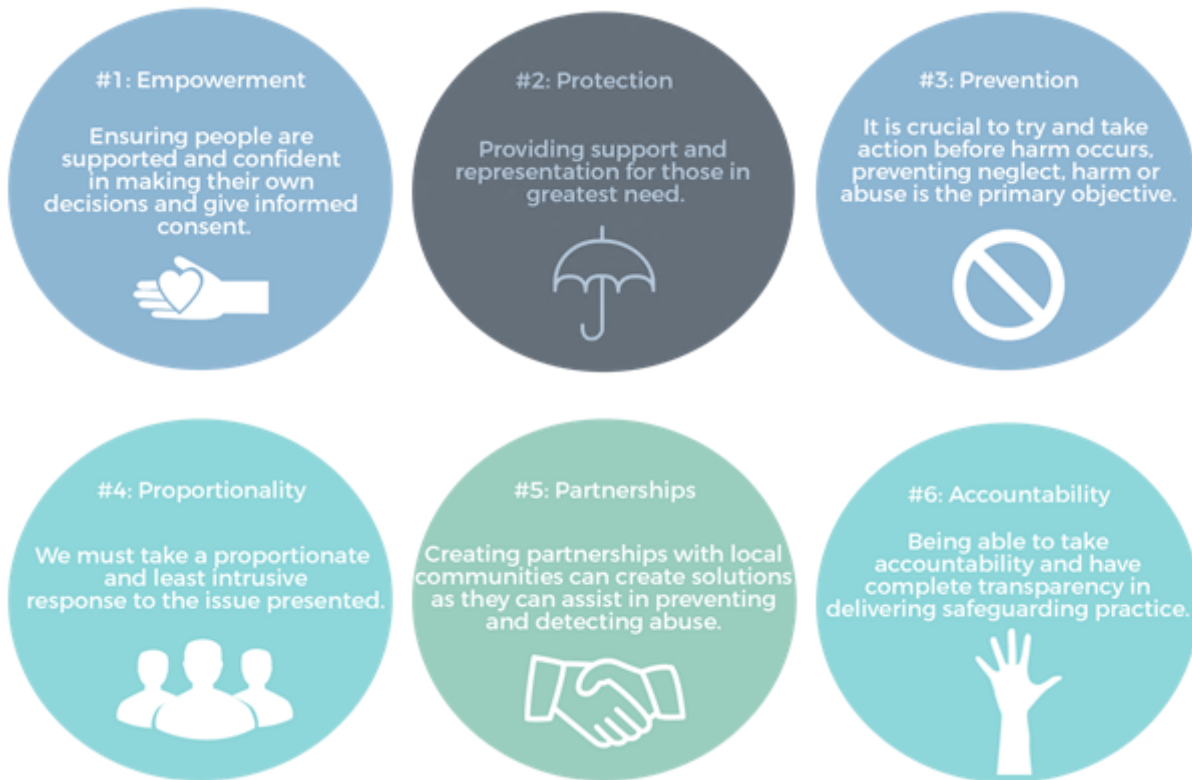 #1: Empowerment
Ensuring people are
supported and confident
in making their own
decisions and give informed
consent.
#2: Protection
Providing support and
representation for those in
greatest need.
#3: Prevention
It is crucial to try and take
action before harm occurs,
preventing neglect, harm or
abuse is the primary objective.
#4: Proportionality
We must take a proportionate
and least intrusive
response to the issue presented.
#5: Partnerships
Creating partnerships with local
communities can create solutions
as they can assist in preventing
and detecting abuse.
#6: Accountability
Being able to take
accountability and have
complete transparency in
delivering safeguarding practice.